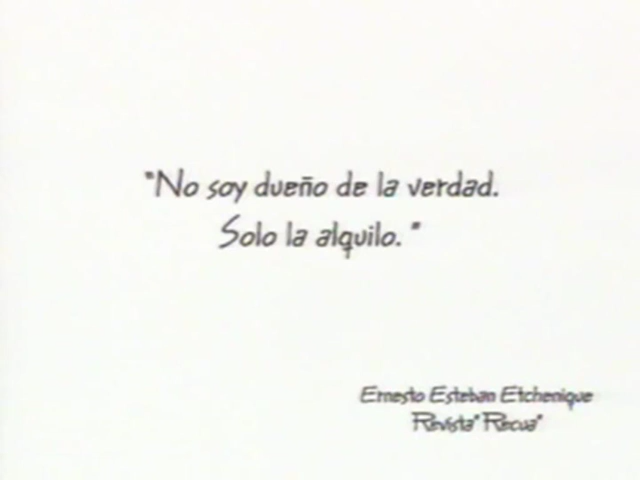 "No soy dueño de la verdad.
Solo la alquilo."
Ernesto Esteban Etchenique
Revista "Recua"